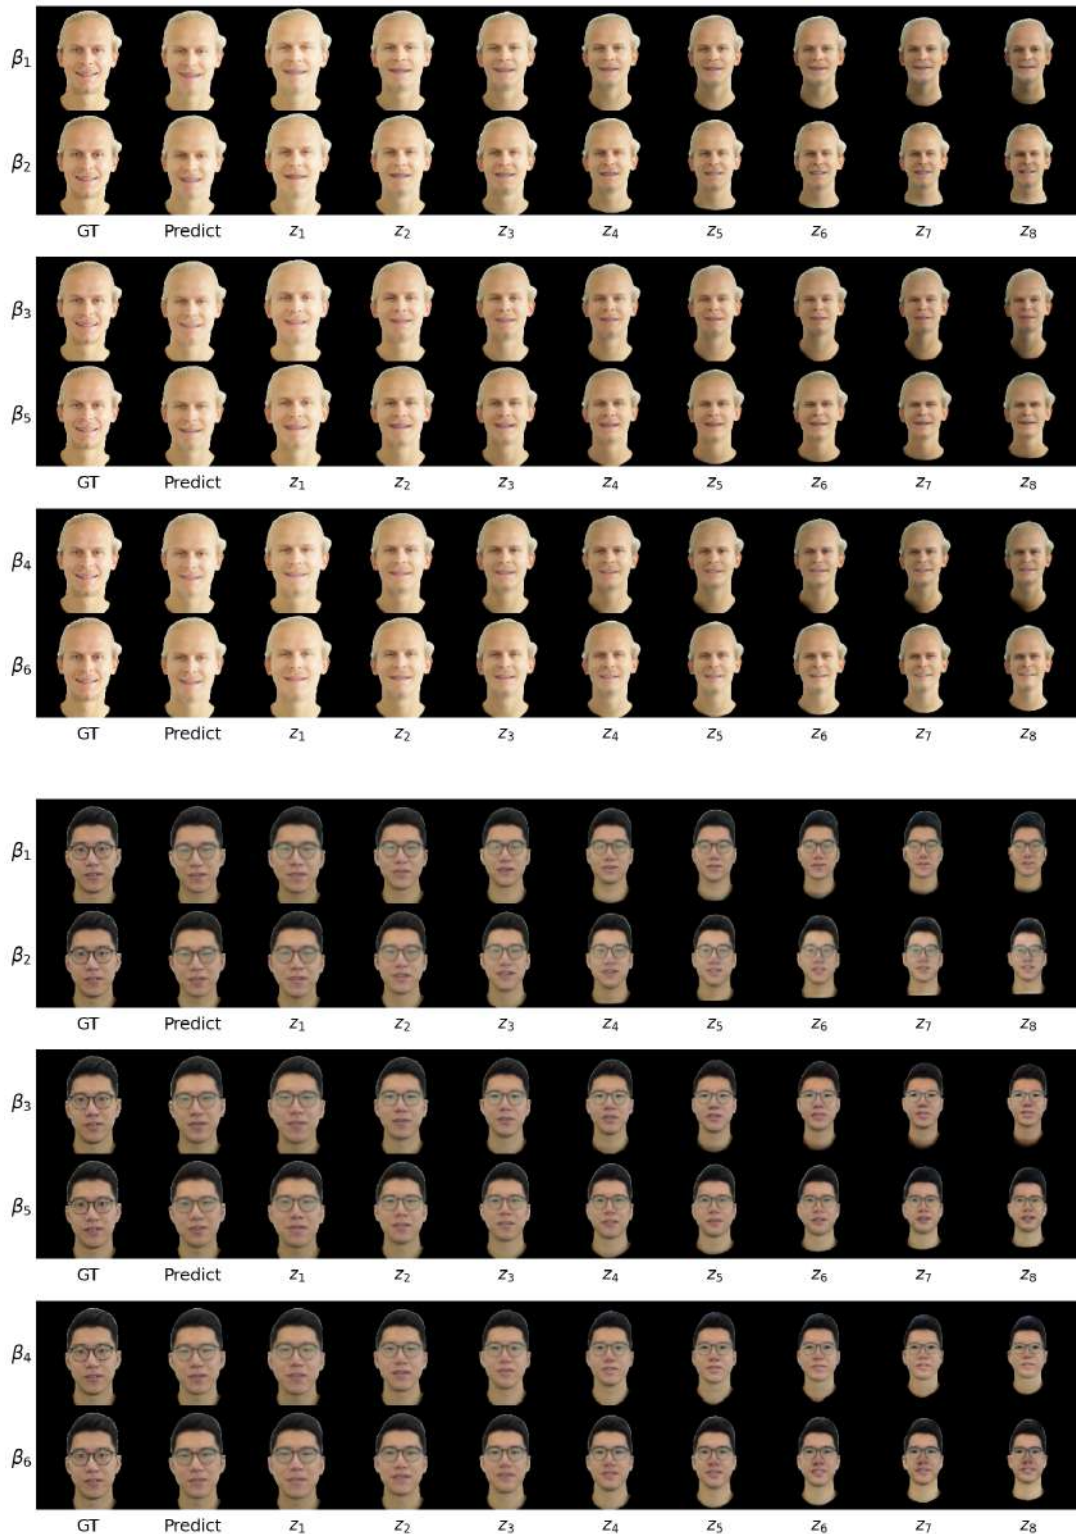 β₁
β₂
GT Predict z₁ z₂ z₃ z₄ z₅ z₆ z₇ z₈
β₃
β₅
GT Predict z₁ z₂ z₃ z₄ z₅ z₆ z₇ z₈
β₄
β₆
GT Predict z₁ z₂ z₃ z₄ z₅ z₆ z₇ z₈
β₁
β₂
GT Predict z₁ z₂ z₃ z₄ z₅ z₆ z₇ z₈
β₃
β₅
GT Predict z₁ z₂ z₃ z₄ z₅ z₆ z₇ z₈
β₄
β₆
GT Predict z₁ z₂ z₃ z₄ z₅ z₆ z₇ z₈